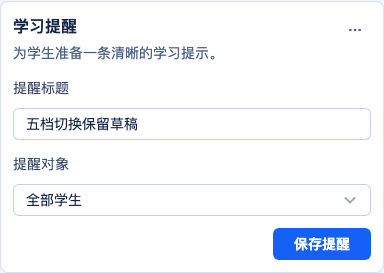 学习提醒
...
为学生准备一条清晰的学习提示。
提醒标题
五档切换保留草稿
提醒对象
全部学生
保存提醒